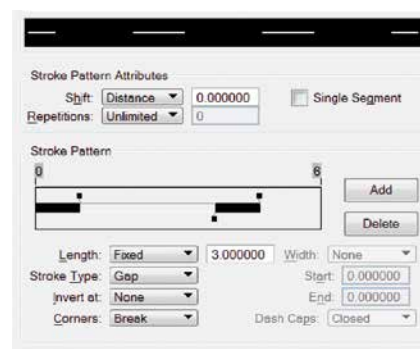 Stroke Pattern Attributes
Shift: Distance 0.000000 Single Segment
Repetitions: Unlimited 0
Stroke Pattern
0 6
Add
Delete
Length: Fixed 3.000000 Width: None
Stroke Type: Gap Start: 0.000000
Invert at: None End: 0.000000
Corners: Break Dash Caps: Closed